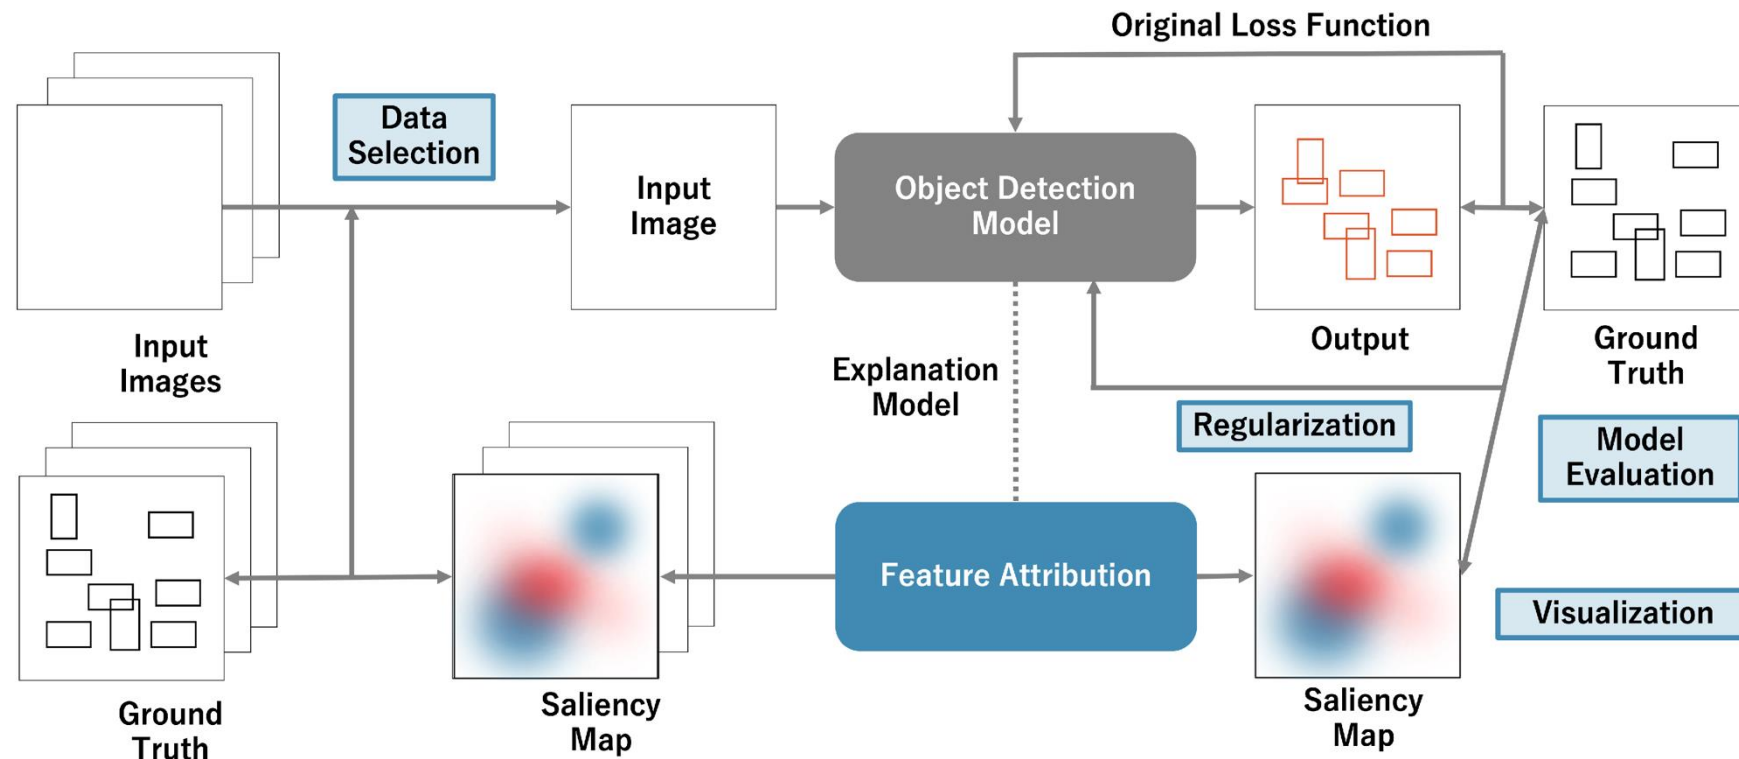 Original Loss Function
Data
Selection
Input
Image
Object Detection
Model
Input
Images
Output
Ground
Truth
Explanation
Model
Regularization
Model
Evaluation
Feature Attribution
Visualization
Ground
Truth
Saliency
Map
Saliency
Map